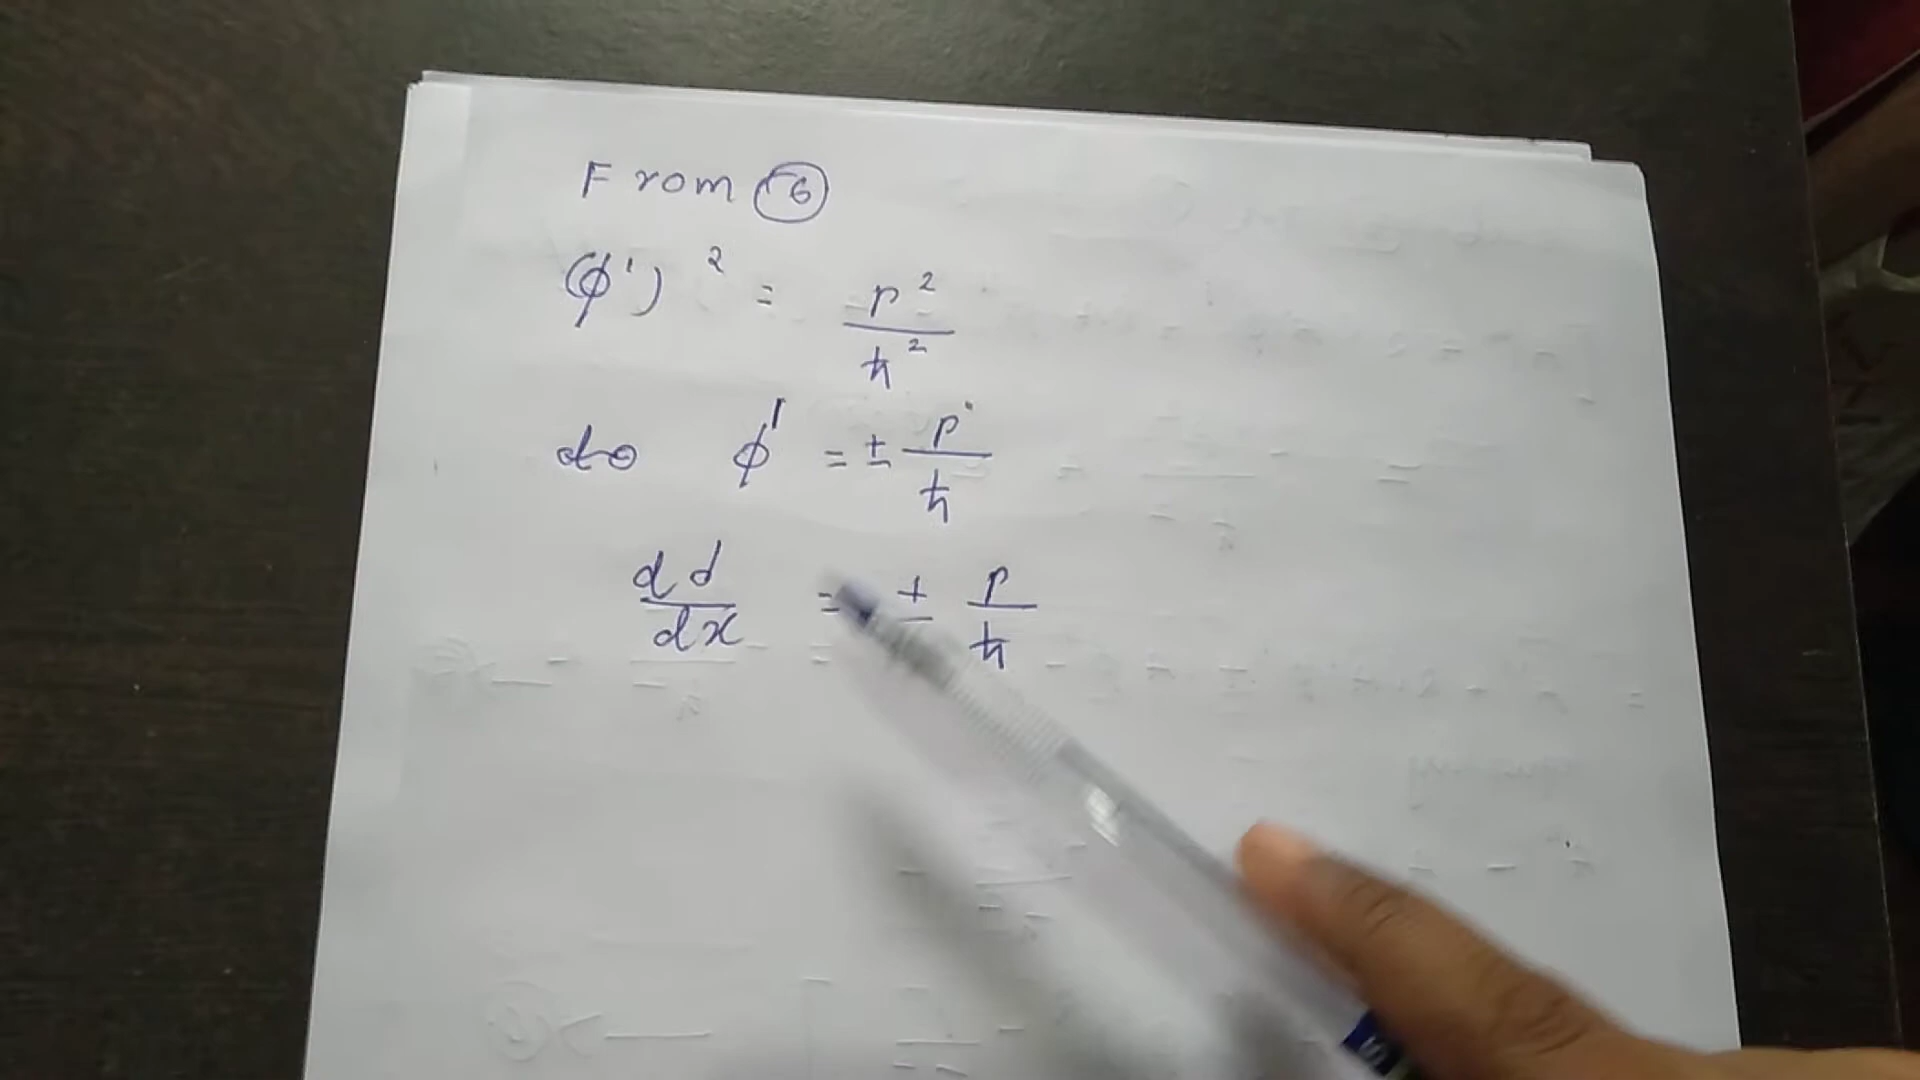 From ⑥
(ϕ')² = p²/ħ²
so ϕ' = ± p/ħ
dϕ/dx = ± p/ħ